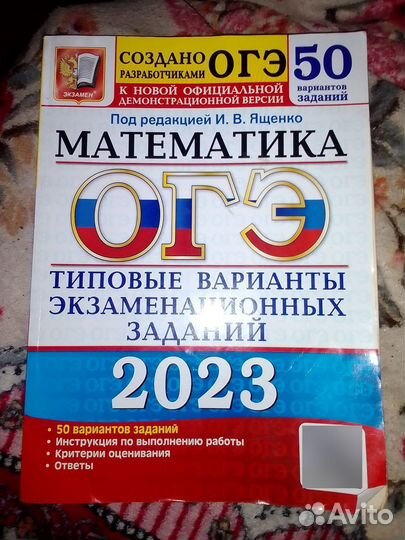 СОЗДАНО
РАЗРАБОТЧИКАМИ ОГЭ
К НОВОЙ ОФИЦИАЛЬНОЙ
ДЕМОНСТРАЦИОННОЙ ВЕРСИИ
50
вариантов
заданий
ЭКЗАМЕН®
Под редакцией И. В. Ященко
МАТЕМАТИКА
ОГЭ
ТИПОВЫЕ ВАРИАНТЫ
ЭКЗАМЕНАЦИОННЫХ
ЗАДАНИЙ
2023
• 50 вариантов заданий
• Инструкция по выполнению работы
• Критерии оценивания
• Ответы
Avito